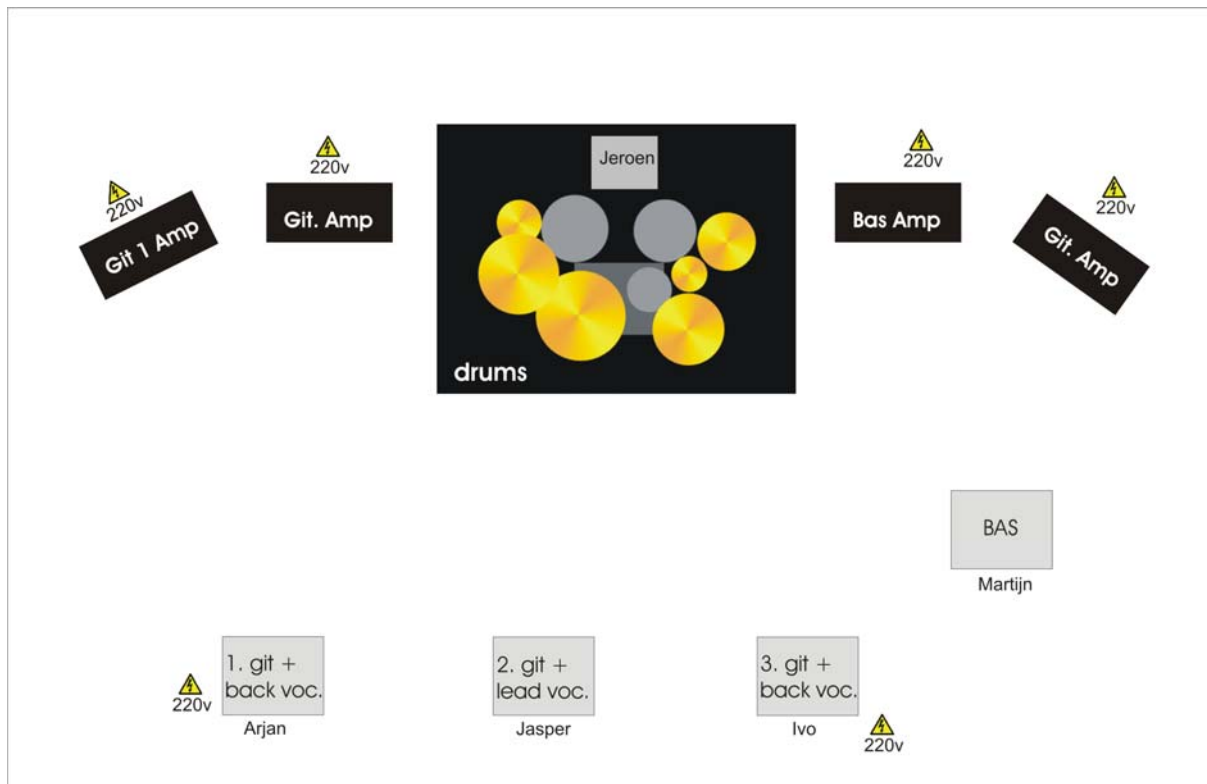 Jeroen
220v
220v
220v
220v
Git 1 Amp
Git. Amp
Bas Amp
Git. Amp
drums
BAS
Martijn
1. git +
back voc.
220v
Arjan
2. git +
lead voc.
Jasper
3. git +
back voc.
Ivo
220v